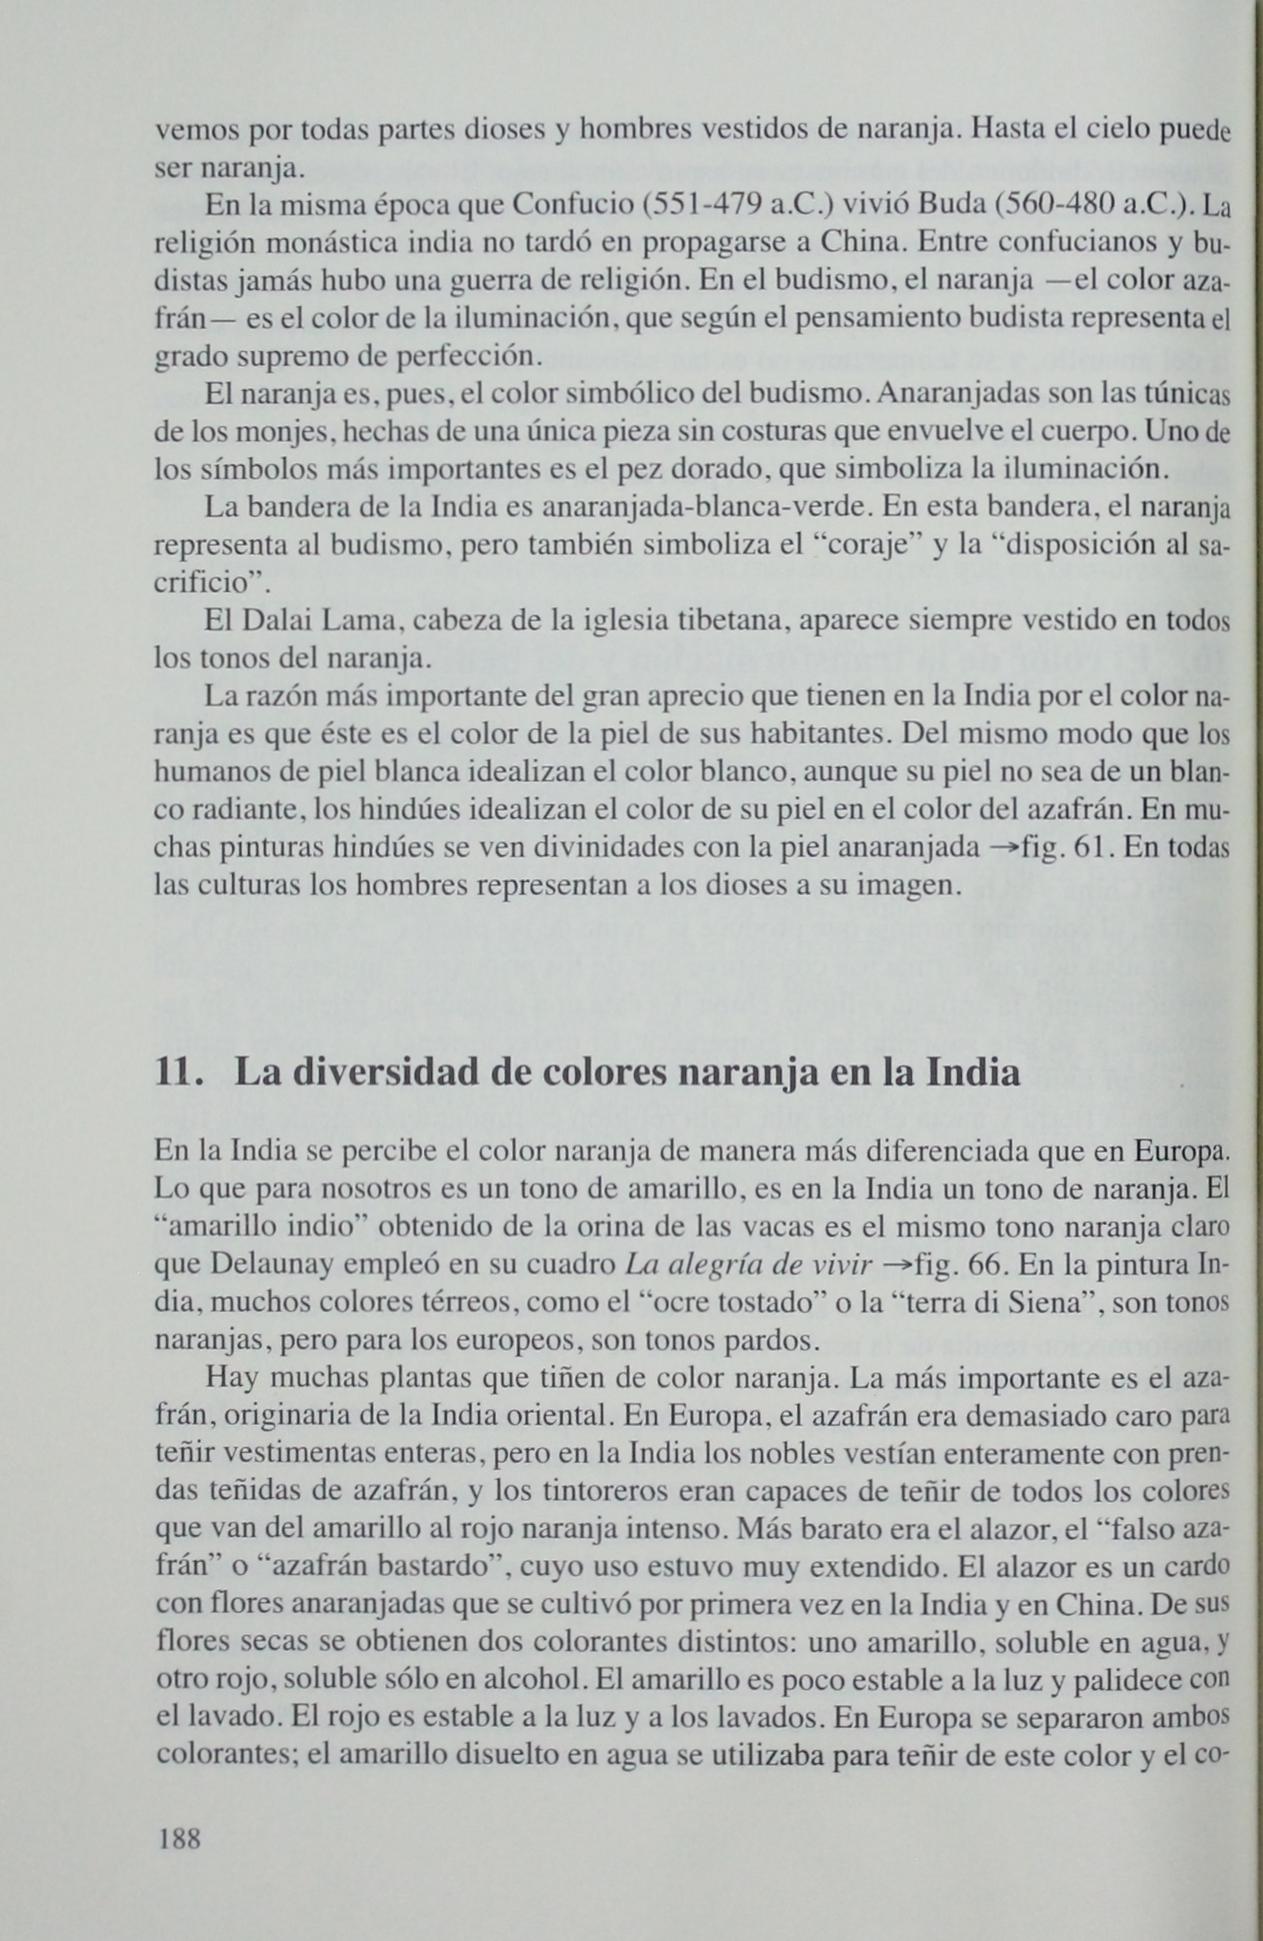 vemos por todas partes dioses y hombres vestidos de naranja. Hasta el cielo puede
ser naranja.
En la misma época que Confucio (551-479 a.C.) vivió Buda (560-480 a.C.). La
religión monástica india no tardó en propagarse a China. Entre confucianos y bu-
distas jamás hubo una guerra de religión. En el budismo, el naranja —el color aza-
frán— es el color de la iluminación, que según el pensamiento budista representa el
grado supremo de perfección.
El naranja es, pues, el color simbólico del budismo. Anaranjadas son las túnicas
de los monjes, hechas de una única pieza sin costuras que envuelve el cuerpo. Uno de
los símbolos más importantes es el pez dorado, que simboliza la iluminación.
La bandera de la India es anaranjada-blanca-verde. En esta bandera, el naranja
representa al budismo, pero también simboliza el “coraje” y la “disposición al sa-
crificio”.
El Dalai Lama, cabeza de la iglesia tibetana, aparece siempre vestido en todos
los tonos del naranja.
La razón más importante del gran aprecio que tienen en la India por el color na-
ranja es que éste es el color de la piel de sus habitantes. Del mismo modo que los
humanos de piel blanca idealizan el color blanco, aunque su piel no sea de un blan-
co radiante, los hindúes idealizan el color de su piel en el color del azafrán. En mu-
chas pinturas hindúes se ven divinidades con la piel anaranjada →fig. 61. En todas
las culturas los hombres representan a los dioses a su imagen.
11. La diversidad de colores naranja en la India
En la India se percibe el color naranja de manera más diferenciada que en Europa.
Lo que para nosotros es un tono de amarillo, es en la India un tono de naranja. El
“amarillo indio” obtenido de la orina de las vacas es el mismo tono naranja claro
que Delaunay empleó en su cuadro La alegría de vivir →fig. 66. En la pintura In-
dia, muchos colores térreos, como el “ocre tostado” o la “terra di Siena”, son tonos
naranjas, pero para los europeos, son tonos pardos.
Hay muchas plantas que tiñen de color naranja. La más importante es el aza-
frán, originaria de la India oriental. En Europa, el azafrán era demasiado caro para
teñir vestimentas enteras, pero en la India los nobles vestían enteramente con pren-
das teñidas de azafrán, y los tintoreros eran capaces de teñir de todos los colores
que van del amarillo al rojo naranja intenso. Más barato era el alazor, el “falso aza-
frán” o “azafrán bastardo”, cuyo uso estuvo muy extendido. El alazor es un cardo
con flores anaranjadas que se cultivó por primera vez en la India y en China. De sus
flores secas se obtienen dos colorantes distintos: uno amarillo, soluble en agua, y
otro rojo, soluble sólo en alcohol. El amarillo es poco estable a la luz y palidece con
el lavado. El rojo es estable a la luz y a los lavados. En Europa se separaron ambos
colorantes; el amarillo disuelto en agua se utilizaba para teñir de este color y el co-
188